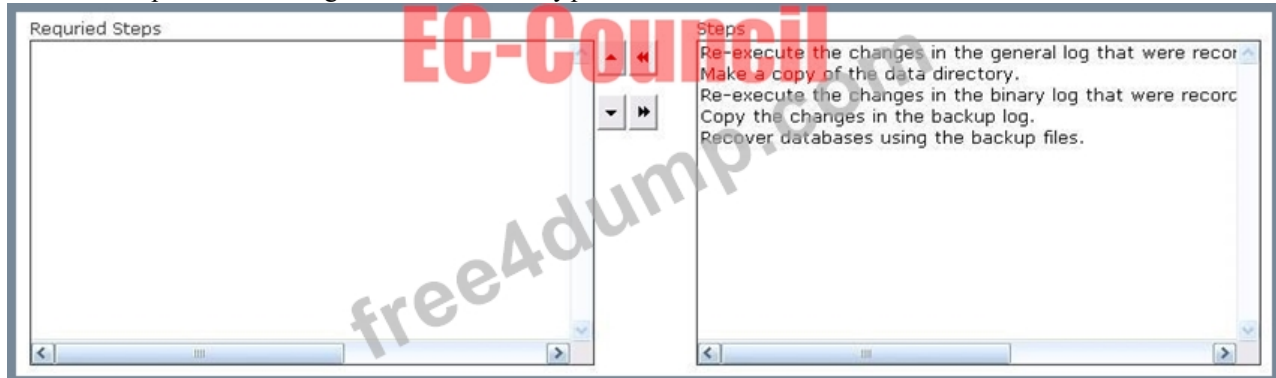 Requried Steps
EC-Council
Steps
Re-execute the changes in the general log that were recor
Make a copy of the data directory.
Re-execute the changes in the binary log that were recorc
Copy the changes in the backup log.
Recover databases using the backup files.
free4dump.com